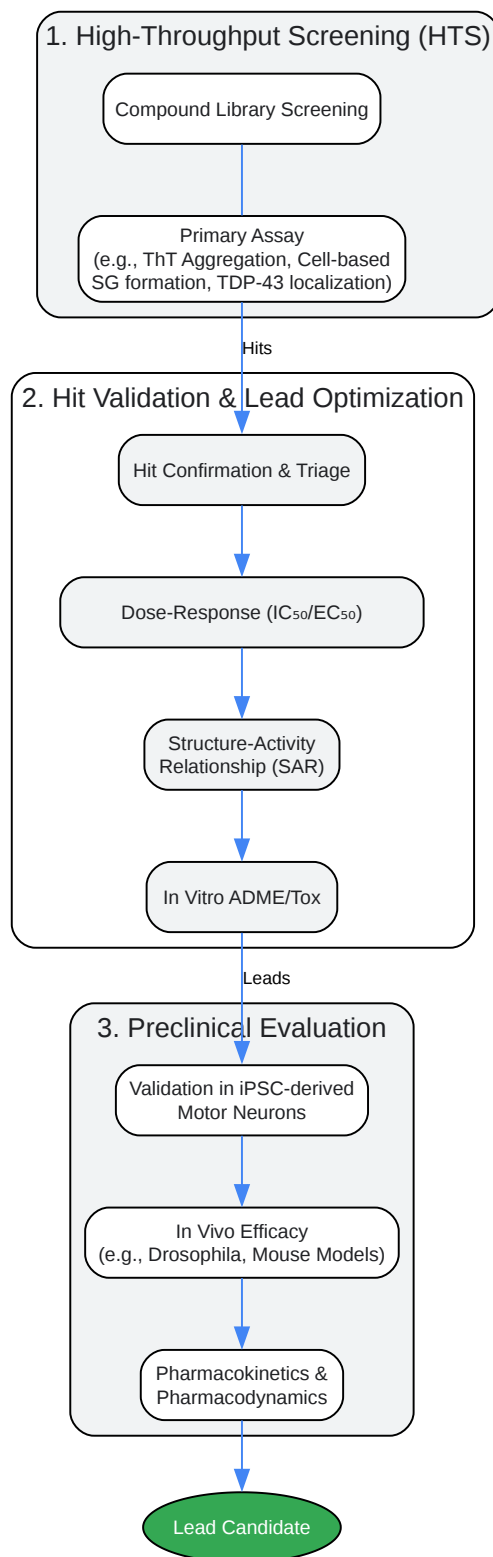 1. High-Throughput Screening (HTS)
Compound Library Screening
Primary Assay
(e.g., ThT Aggregation, Cell-based
SG formation, TDP-43 localization)
Hits
2. Hit Validation & Lead Optimization
Hit Confirmation & Triage
Dose-Response (IC₅₀/EC₅₀)
Structure-Activity
Relationship (SAR)
In Vitro ADME/Tox
Leads
3. Preclinical Evaluation
Validation in iPSC-derived
Motor Neurons
In Vivo Efficacy
(e.g., Drosophila, Mouse Models)
Pharmacokinetics &
Pharmacodynamics
Lead Candidate